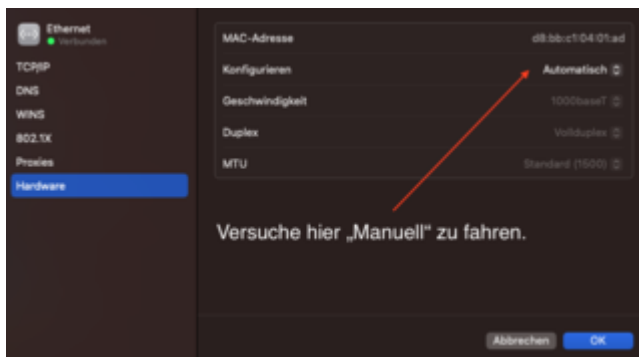 Ethernet
Verbunden
TCP/IP
DNS
WINS
802.1X
Proxies
Hardware
MAC-Adresse d8:bb:c1:04:01:ad
Konfigurieren Automatisch
Geschwindigkeit 1000baseT
Duplex Vollduplex
MTU Standard (1500)
Versuche hier „Manuell“ zu fahren.
Abbrechen OK